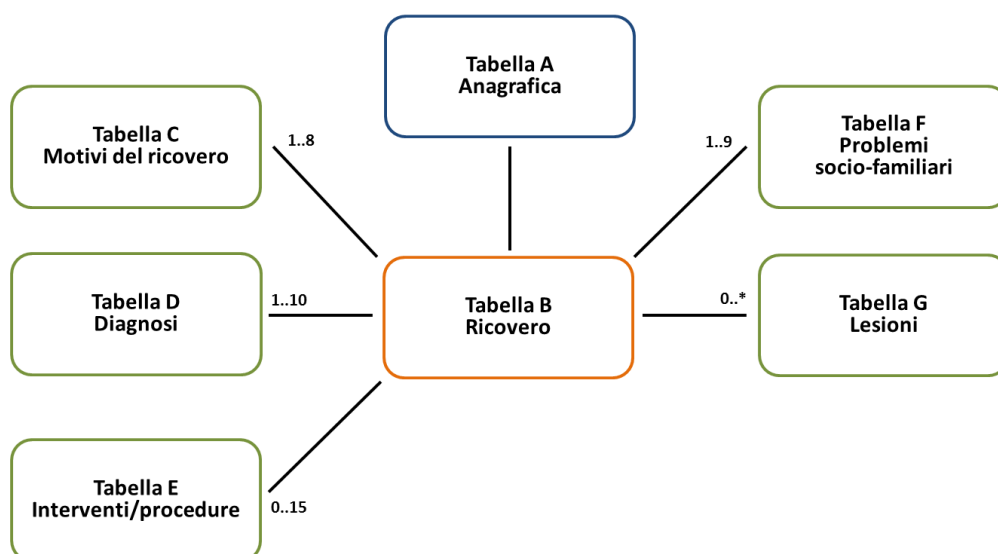 Tabella A
Anagrafica
Tabella C
Motivi del ricovero
1..8
1..9
Tabella F
Problemi
socio-familiari
Tabella D
Diagnosi
1..10
Tabella B
Ricovero
0..*
Tabella G
Lesioni
Tabella E
Interventi/procedure
0..15